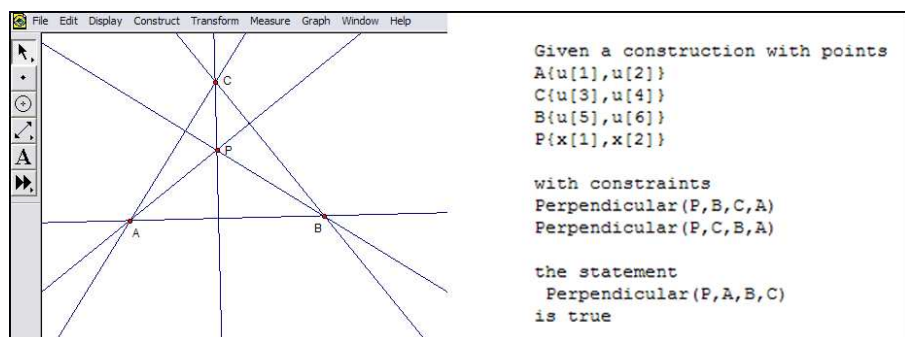 File Edit Display Construct Transform Measure Graph Window Help
A
C
P
A
B
Given a construction with points
A{u[1],u[2]}
C{u[3],u[4]}
B{u[5],u[6]}
P{x[1],x[2]}
with constraints
Perpendicular(P,B,C,A)
Perpendicular(P,C,B,A)
the statement
Perpendicular(P,A,B,C)
is true